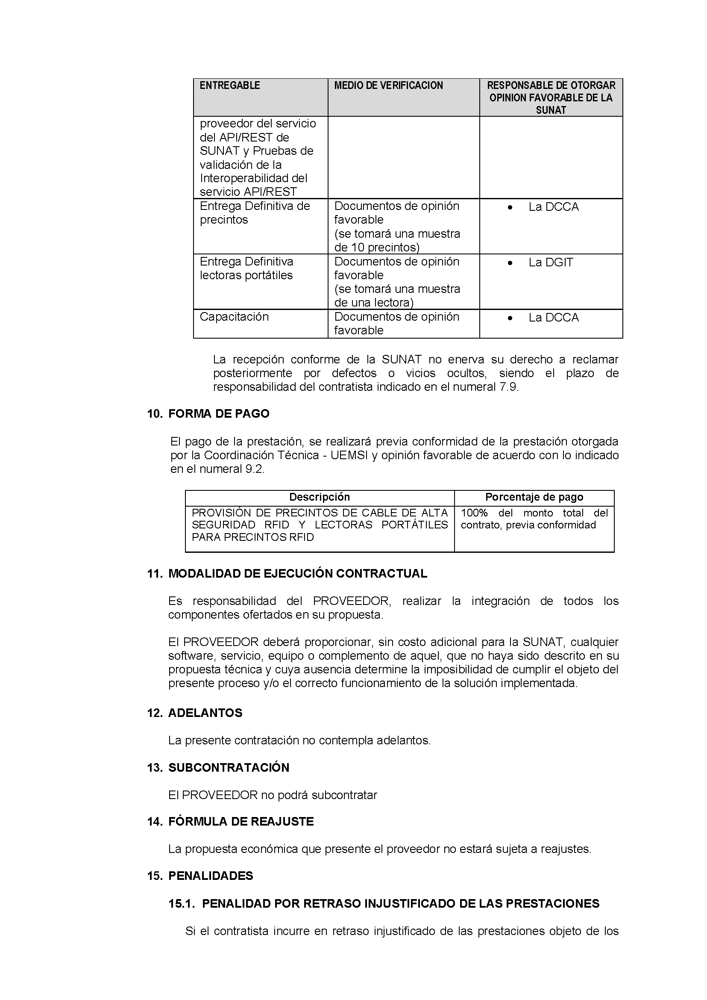 ENTREGABLE
MEDIO DE VERIFICACION
RESPONSABLE DE OTORGAR
OPINION FAVORABLE DE LA
SUNAT
proveedor del servicio
del API/REST de
SUNAT y Pruebas de
validación de la
Interoperabilidad del
servicio API/REST
Entrega Definitiva de
precintos
Documentos de opinión
favorable
(se tomará una muestra
de 10 precintos)
• La DCCA
Entrega Definitiva
lectoras portátiles
Documentos de opinión
favorable
(se tomará una muestra
de una lectora)
• La DGIT
Capacitación
Documentos de opinión
favorable
• La DCCA
La recepción conforme de la SUNAT no enerva su derecho a reclamar
posteriormente por defectos o vicios ocultos, siendo el plazo de
responsabilidad del contratista indicado en el numeral 7.9.
10. FORMA DE PAGO
El pago de la prestación, se realizará previa conformidad de la prestación otorgada
por la Coordinación Técnica - UEMSI y opinión favorable de acuerdo con lo indicado
en el numeral 9.2.
Descripción
Porcentaje de pago
PROVISIÓN DE PRECINTOS DE CABLE DE ALTA
SEGURIDAD RFID Y LECTORAS PORTÁTILES
PARA PRECINTOS RFID
100% del monto total del
contrato, previa conformidad
11. MODALIDAD DE EJECUCIÓN CONTRACTUAL
Es responsabilidad del PROVEEDOR, realizar la integración de todos los
componentes ofertados en su propuesta.
El PROVEEDOR deberá proporcionar, sin costo adicional para la SUNAT, cualquier
software, servicio, equipo o complemento de aquel, que no haya sido descrito en su
propuesta técnica y cuya ausencia determine la imposibilidad de cumplir el objeto del
presente proceso y/o el correcto funcionamiento de la solución implementada.
12. ADELANTOS
La presente contratación no contempla adelantos.
13. SUBCONTRATACIÓN
El PROVEEDOR no podrá subcontratar
14. FÓRMULA DE REAJUSTE
La propuesta económica que presente el proveedor no estará sujeta a reajustes.
15. PENALIDADES
15.1. PENALIDAD POR RETRASO INJUSTIFICADO DE LAS PRESTACIONES
Si el contratista incurre en retraso injustificado de las prestaciones objeto de los